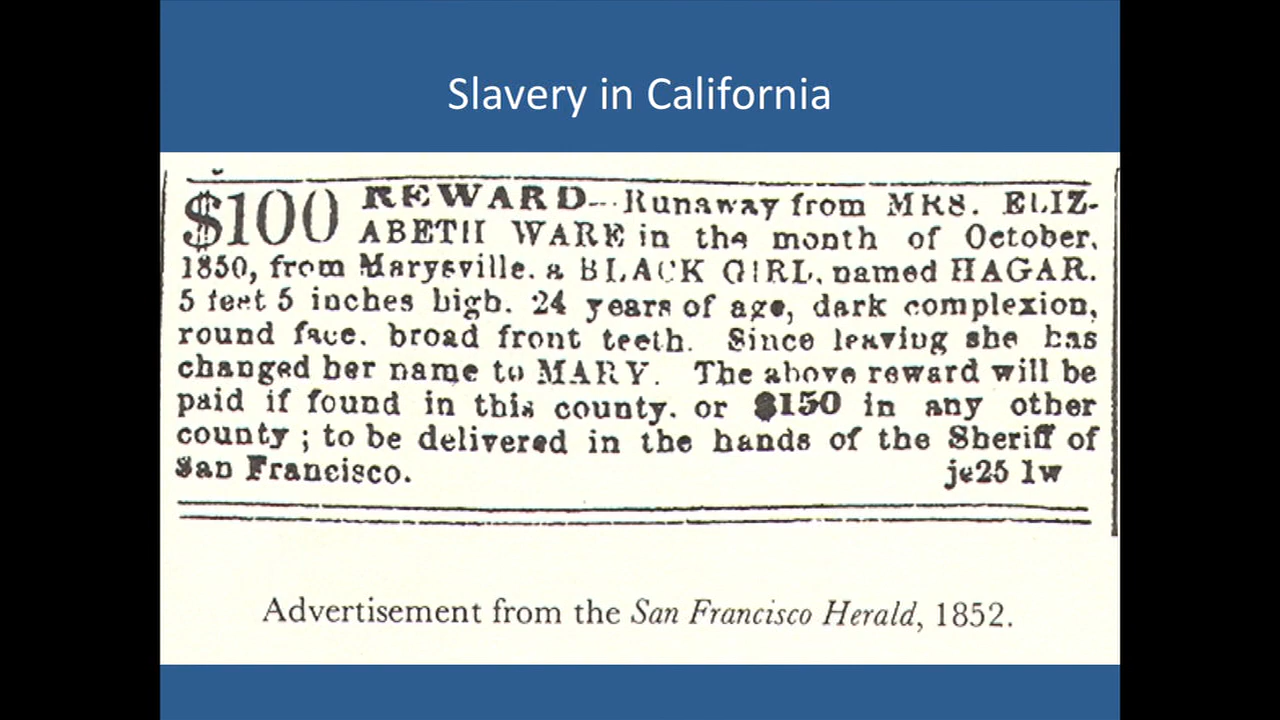 Slavery in California
$100 REWARD--Runaway from MRS. ELIZ-
ABETH WARE in the month of October,
1850, from Marysville, a BLACK GIRL, named HAGAR.
5 feet 5 inches high. 24 years of age, dark complexion,
round face, broad front teeth. Since leaving she has
changed her name to MARY. The above reward will be
paid if found in this county, or $150 in any other
county; to be delivered in the hands of the Sheriff of
San Francisco. je25 1w
Advertisement from the San Francisco Herald, 1852.